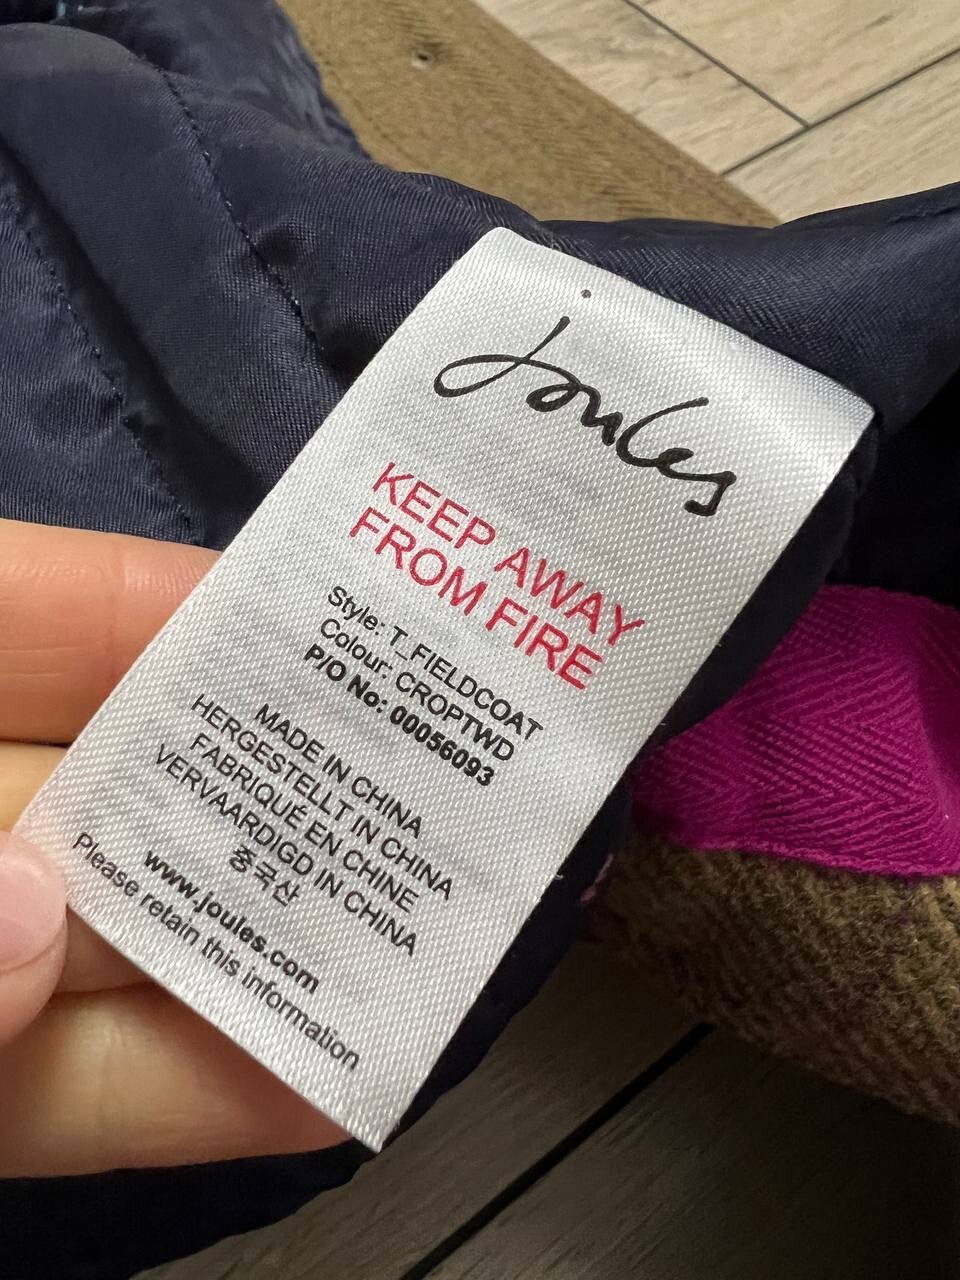 Joules
KEEP AWAY
FROM FIRE
Style: T_FIELDCOAT
Colour: CROPTWD
P/O No: 00056093
MADE IN CHINA
HERGESTELLT IN CHINA
FABRIQUÉ EN CHINE
VERVAARDIGD IN CHINA
중국산
www.joules.com
Please retain this information